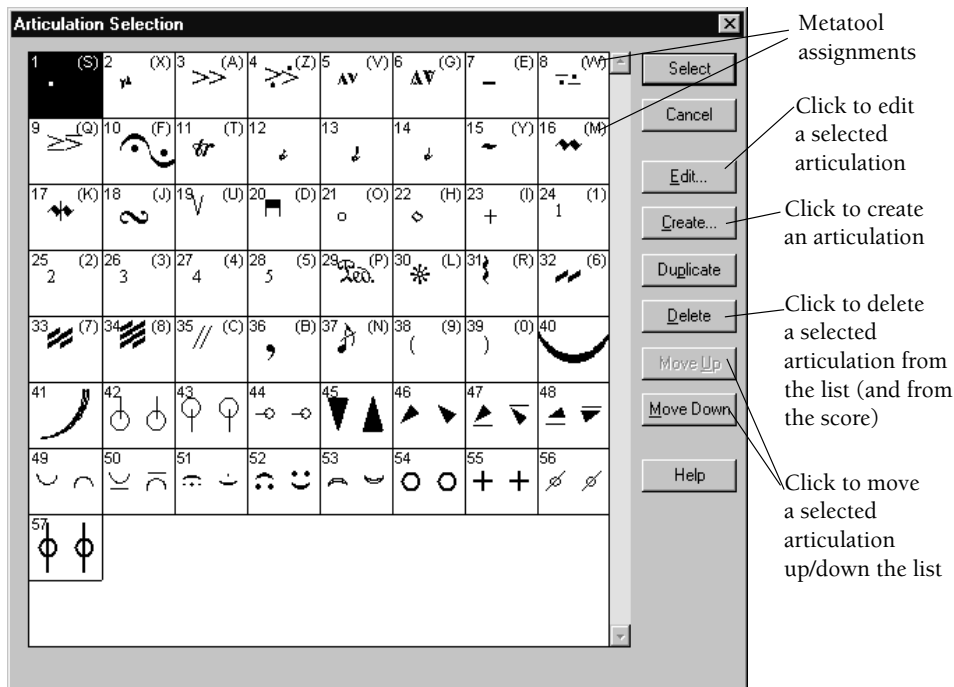 Articulation Selection
1 (S) 2 (X) 3 (A) 4 (Z) 5 (V) 6 (G) 7 (E) 8 (W)
9 (Q) 10 (F) 11 (T) tr 12 13 14 15 (Y) 16 (M)
17 (K) 18 (J) 19 (U) 20 (D) 21 (O) 22 (H) 23 (I) 24 (1)
1
25 (2) 26 (3) 27 (4) 28 (5) 29 (P) 30 (L) 31 (R) 32 (6)
2 3 4 5 Ped.
33 (7) 34 (8) 35 (C) 36 (B) 37 (N) 38 (9) 39 (0) 40
// , ( )
41 42 43 44 45 46 47 48
49 50 51 52 53 54 55 56
57
Select
Cancel
Edit...
Create...
Duplicate
Delete
Move Up
Move Down
Help
Metatool
assignments
Click to edit
a selected
articulation
Click to create
an articulation
Click to delete
a selected
articulation from
the list (and from
the score)
Click to move
a selected
articulation
up/down the list